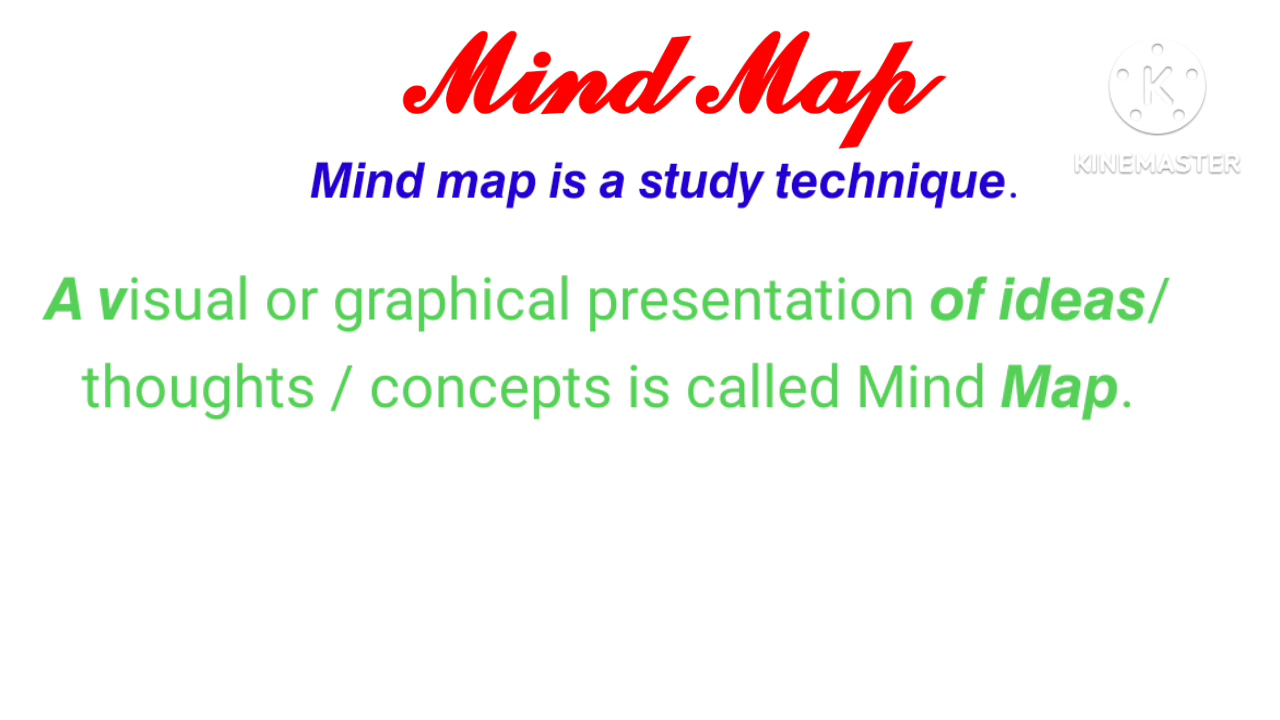 Mind Map
KINEMASTER
Mind map is a study technique.
A visual or graphical presentation of ideas/
thoughts / concepts is called Mind Map.